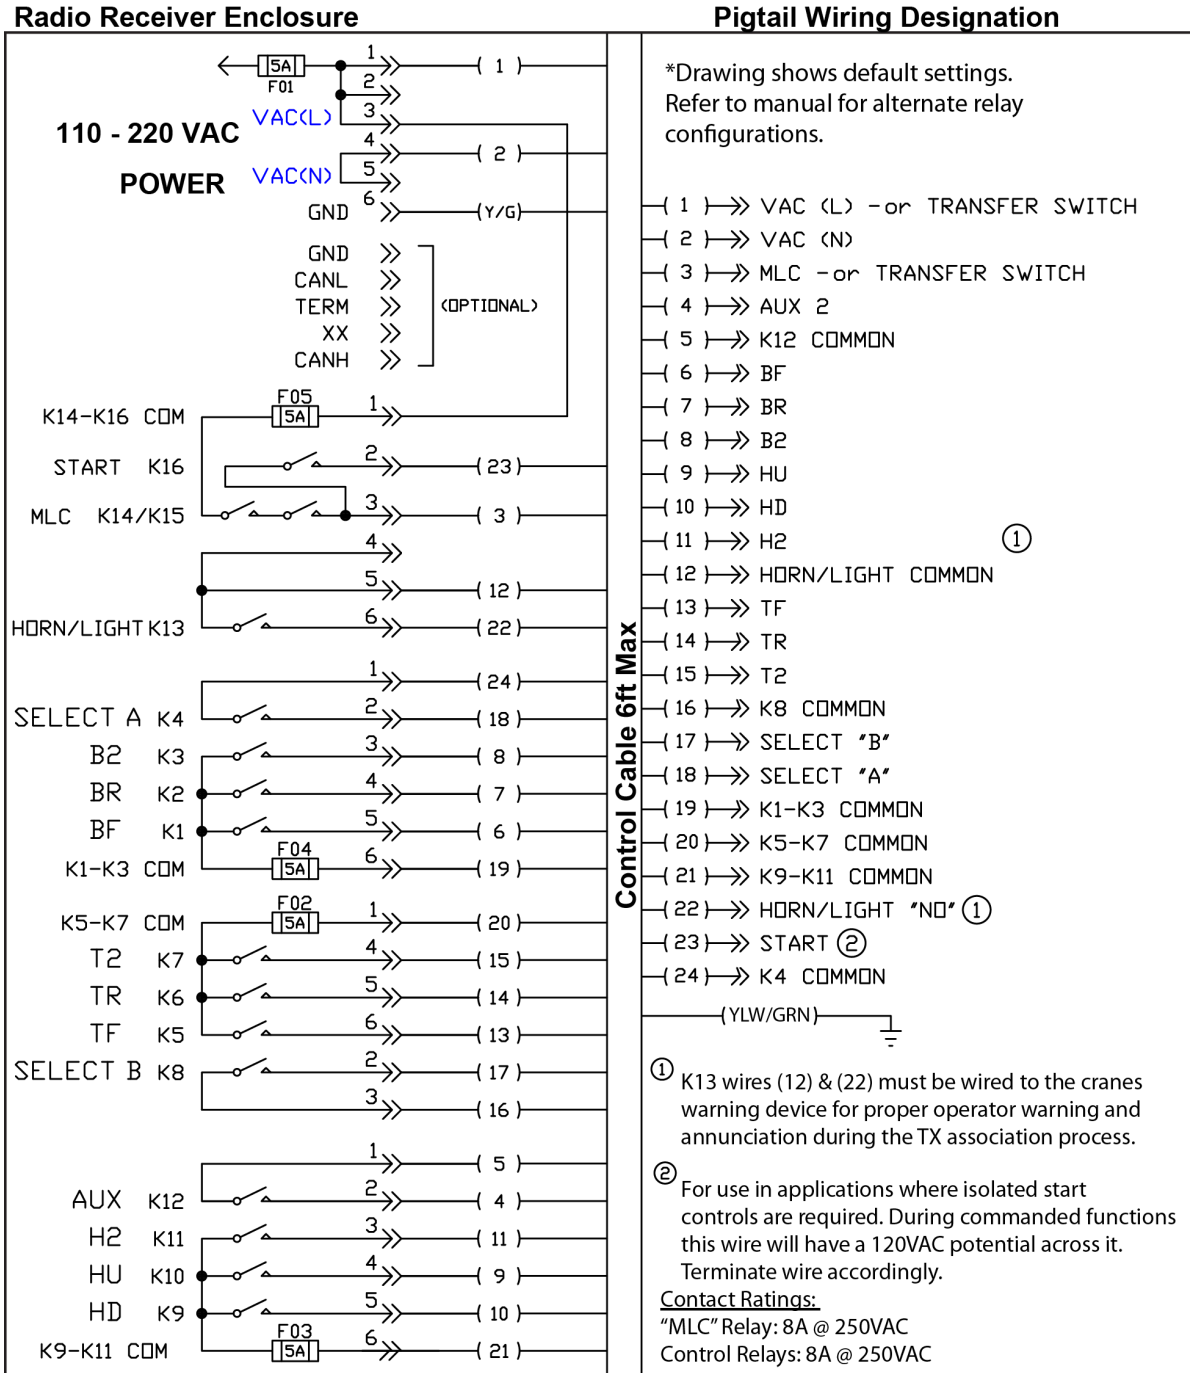 Radio Receiver Enclosure
Pigtail Wiring Designation
5A
F01
1
( 1 )
2
VAC(L)
3
110 - 220 VAC
4
( 2 )
POWER
VAC(N)
5
GND
6
(Y/G)
GND
CANL
TERM
(OPTIONAL)
XX
CANH
K14-K16 COM
F05
5A
1
START K16
2
(23)
MLC K14/K15
3
( 3 )
4
5
(12)
HORN/LIGHT K13
6
(22)
1
(24)
SELECT A K4
2
(18)
B2 K3
3
( 8 )
BR K2
4
( 7 )
BF K1
5
( 6 )
K1-K3 COM
F04
5A
6
(19)
K5-K7 COM
F02
5A
1
(20)
T2 K7
4
(15)
TR K6
5
(14)
TF K5
6
(13)
SELECT B K8
2
(17)
3
(16)
1
( 5 )
AUX K12
2
( 4 )
H2 K11
3
(11)
HU K10
4
( 9 )
HD K9
5
(10)
K9-K11 COM
F03
5A
6
(21)
Control Cable 6ft Max
*Drawing shows default settings.
Refer to manual for alternate relay
configurations.
( 1 ) VAC (L) -or TRANSFER SWITCH
( 2 ) VAC (N)
( 3 ) MLC -or TRANSFER SWITCH
( 4 ) AUX 2
( 5 ) K12 COMMON
( 6 ) BF
( 7 ) BR
( 8 ) B2
( 9 ) HU
(10) HD
(11) H2 1
(12) HORN/LIGHT COMMON
(13) TF
(14) TR
(15) T2
(16) K8 COMMON
(17) SELECT "B"
(18) SELECT "A"
(19) K1-K3 COMMON
(20) K5-K7 COMMON
(21) K9-K11 COMMON
(22) HORN/LIGHT "NO" 1
(23) START 2
(24) K4 COMMON
(YLW/GRN)
1 K13 wires (12) & (22) must be wired to the cranes
warning device for proper operator warning and
annunciation during the TX association process.
2 For use in applications where isolated start
controls are required. During commanded functions
this wire will have a 120VAC potential across it.
Terminate wire accordingly.
Contact Ratings:
“MLC” Relay: 8A @ 250VAC
Control Relays: 8A @ 250VAC